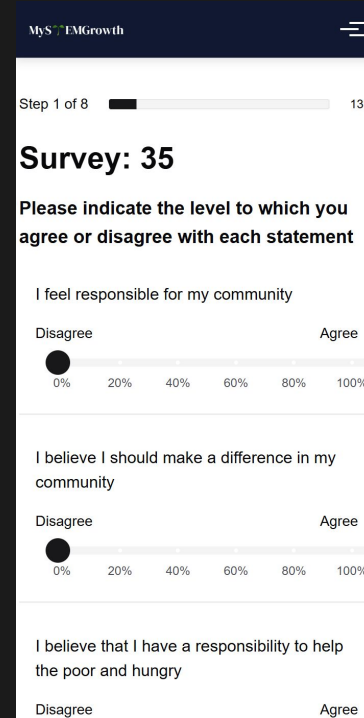 MySTEMGrowth
Step 1 of 8
13
Survey: 35
Please indicate the level to which you
agree or disagree with each statement
I feel responsible for my community
Disagree Agree
0% 20% 40% 60% 80% 100%
I believe I should make a difference in my
community
Disagree Agree
0% 20% 40% 60% 80% 100%
I believe that I have a responsibility to help
the poor and hungry
Disagree Agree